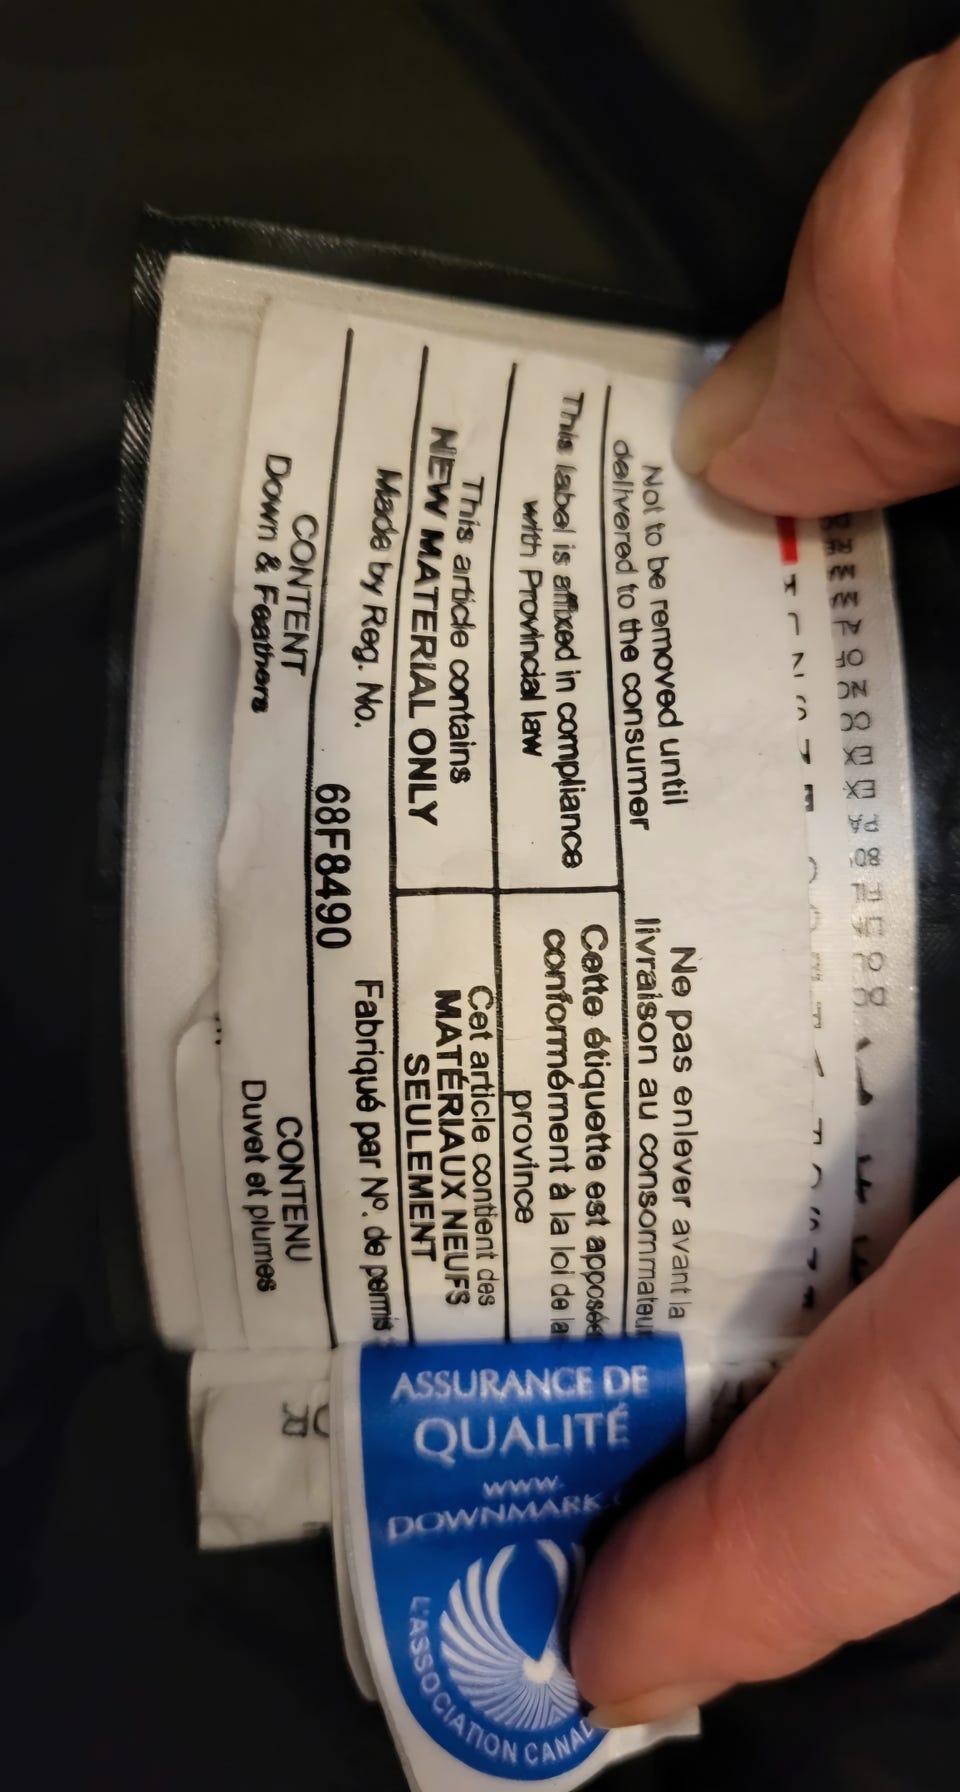 Not to be removed until
delivered to the consumer
Ne pas enlever avant la
livraison au consommateur
This label is affixed in compliance
with Provincial law
Cette étiquette est apposée
conformément à la loi de la
province
This article contains
NEW MATERIAL ONLY
Cet article contient des
MATÉRIAUX NEUFS
SEULEMENT
Made by Reg. No.
68F8490
Fabriqué par Nº. de permis
CONTENT
Down & Feathers
CONTENU
Duvet et plumes
ASSURANCE DE
QUALITÉ
WWW.
DOWNMARK.
L'ASSOCIATION